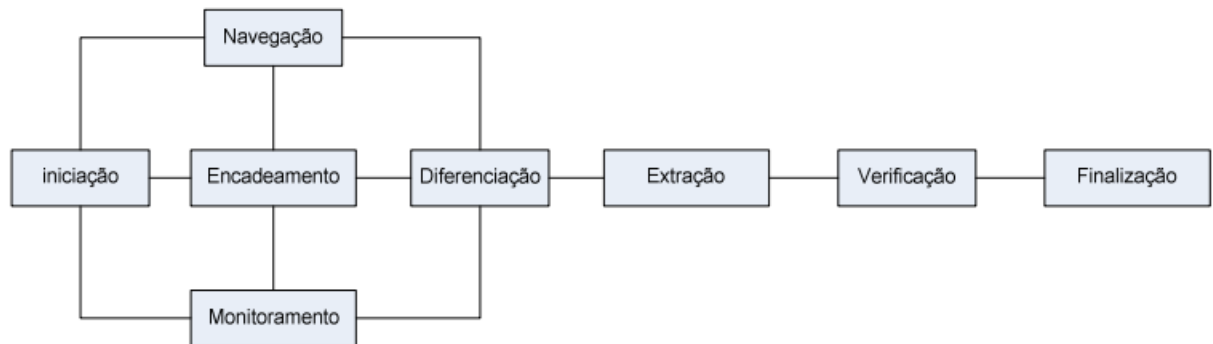 Navegação
iniciação
Encadeamento
Diferenciação
Extração
Verificação
Finalização
Monitoramento